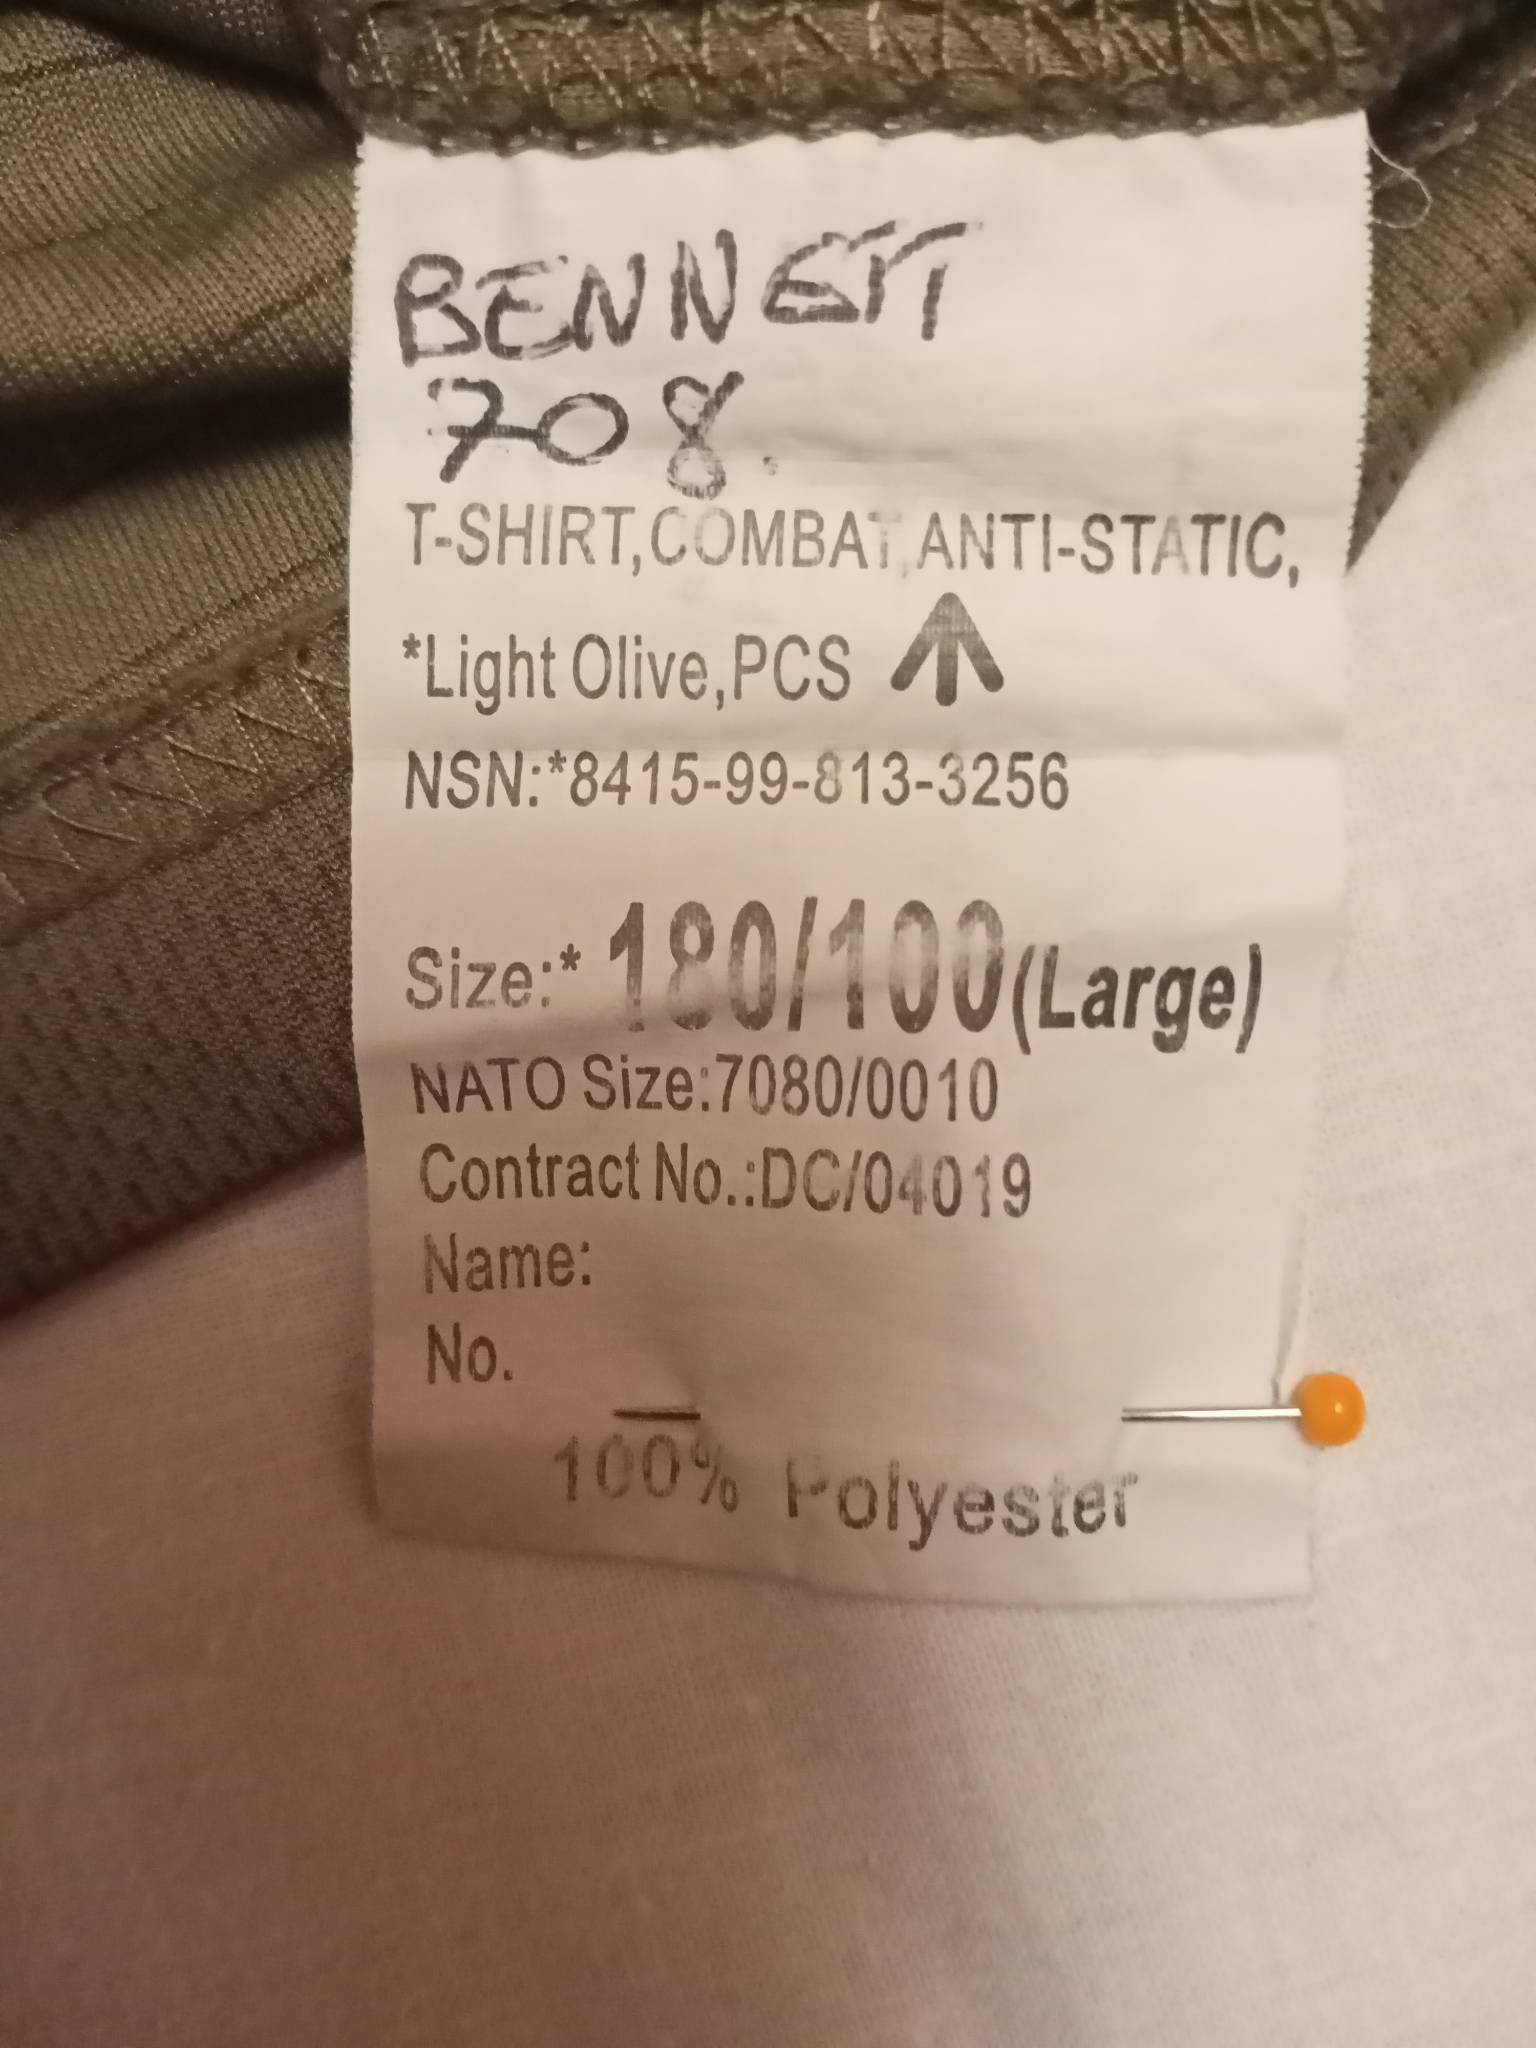 BENNETT
708.
T-SHIRT,COMBAT,ANTI-STATIC,
*Light Olive,PCS
NSN:*8415-99-813-3256
Size:* 180/100(Large)
NATO Size:7080/0010
Contract No.:DC/04019
Name:
No.
100% Polyester